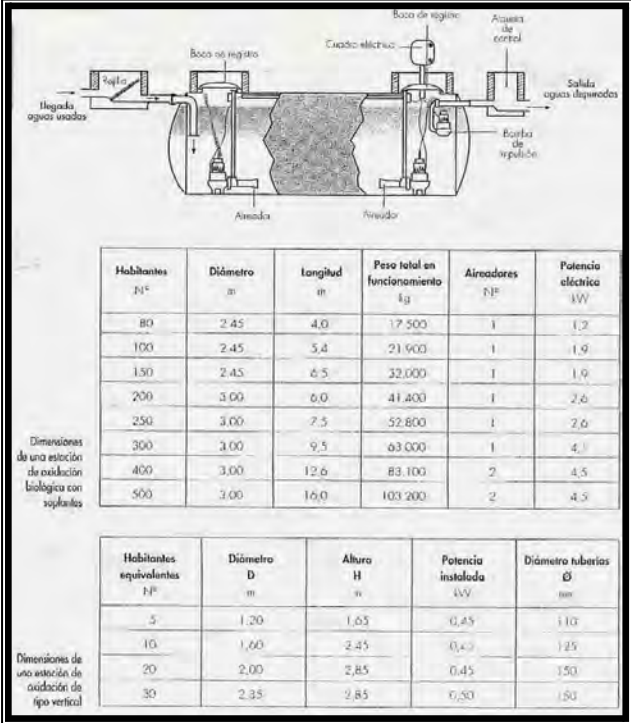 Boca de registro
Arqueta
de
control
Cuadro eléctrico
Boca de registro
Rejilla
Llegada
aguas usadas
Salida
aguas depuradas
Bomba
de
impulsión
Aireador
Aireador
Habitantes Diámetro Longitud Peso total en funcionamiento Aireadores Potencia eléctrica
Nº m m kg Nº kW
80 2.45 4,0 17 500 1 1,2
100 2.45 5,4 21.900 1 1,9
150 2.45 6.5 32.000 1 1,9
200 3.00 6,0 41.400 1 2,6
250 3,00 7.5 52.800 1 2,6
300 3,00 9,5 63.000 1
400 3,00 12,6 83.100 2 4,5
500 3,00 16,0 103 200 2 4.5
Dimensiones
de una estación
de oxidación
biológica con
soplantes
Habitantes equivalentes Diámetro Altura Potencia instalada Diámetro tuberías
D H Ø
Nº m m kW mm
5 1.20 1,65 0,45 110
10 1,60 2.45 125
20 2,00 2,85 0.45 150
30 2.35 2,85 0,50 150
Dimensiones de
una estación de
oxidación de
tipo vertical